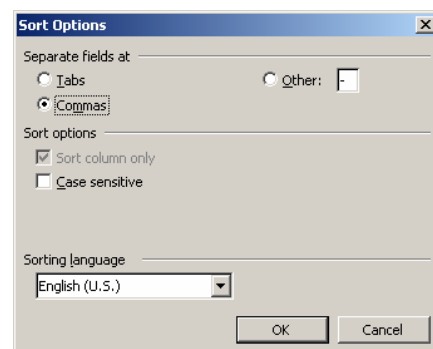 Sort Options
Separate fields at
Tabs Other: -
Commas
Sort options
Sort column only
Case sensitive
Sorting language
English (U.S.)
OK Cancel